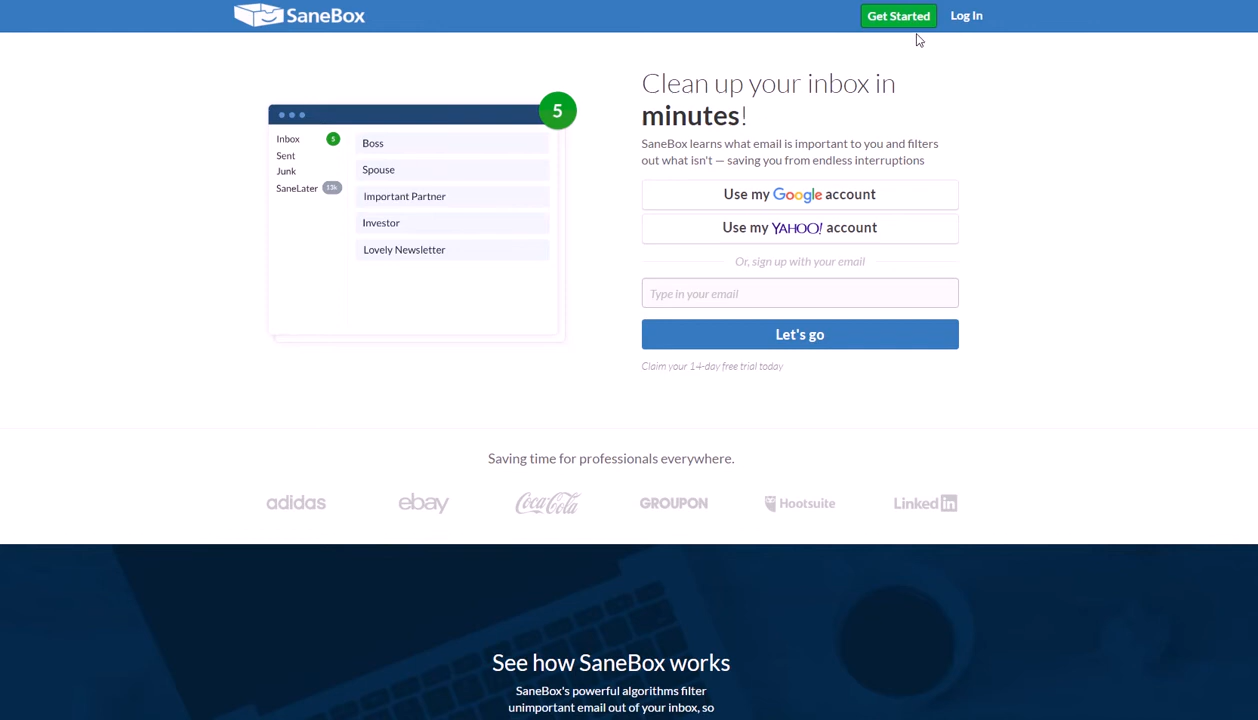 SaneBox
Get Started
Log In
5
Inbox 5
Sent
Junk
SaneLater 13k
Boss
Spouse
Important Partner
Investor
Lovely Newsletter
Clean up your inbox in
minutes!
SaneBox learns what email is important to you and filters
out what isn't — saving you from endless interruptions
Use my Google account
Use my YAHOO! account
Or, sign up with your email
Type in your email
Let's go
Claim your 14-day free trial today
Saving time for professionals everywhere.
adidas
ebay
Coca-Cola
GROUPON
Hootsuite
Linked in
See how SaneBox works
SaneBox's powerful algorithms filter
unimportant email out of your inbox, so